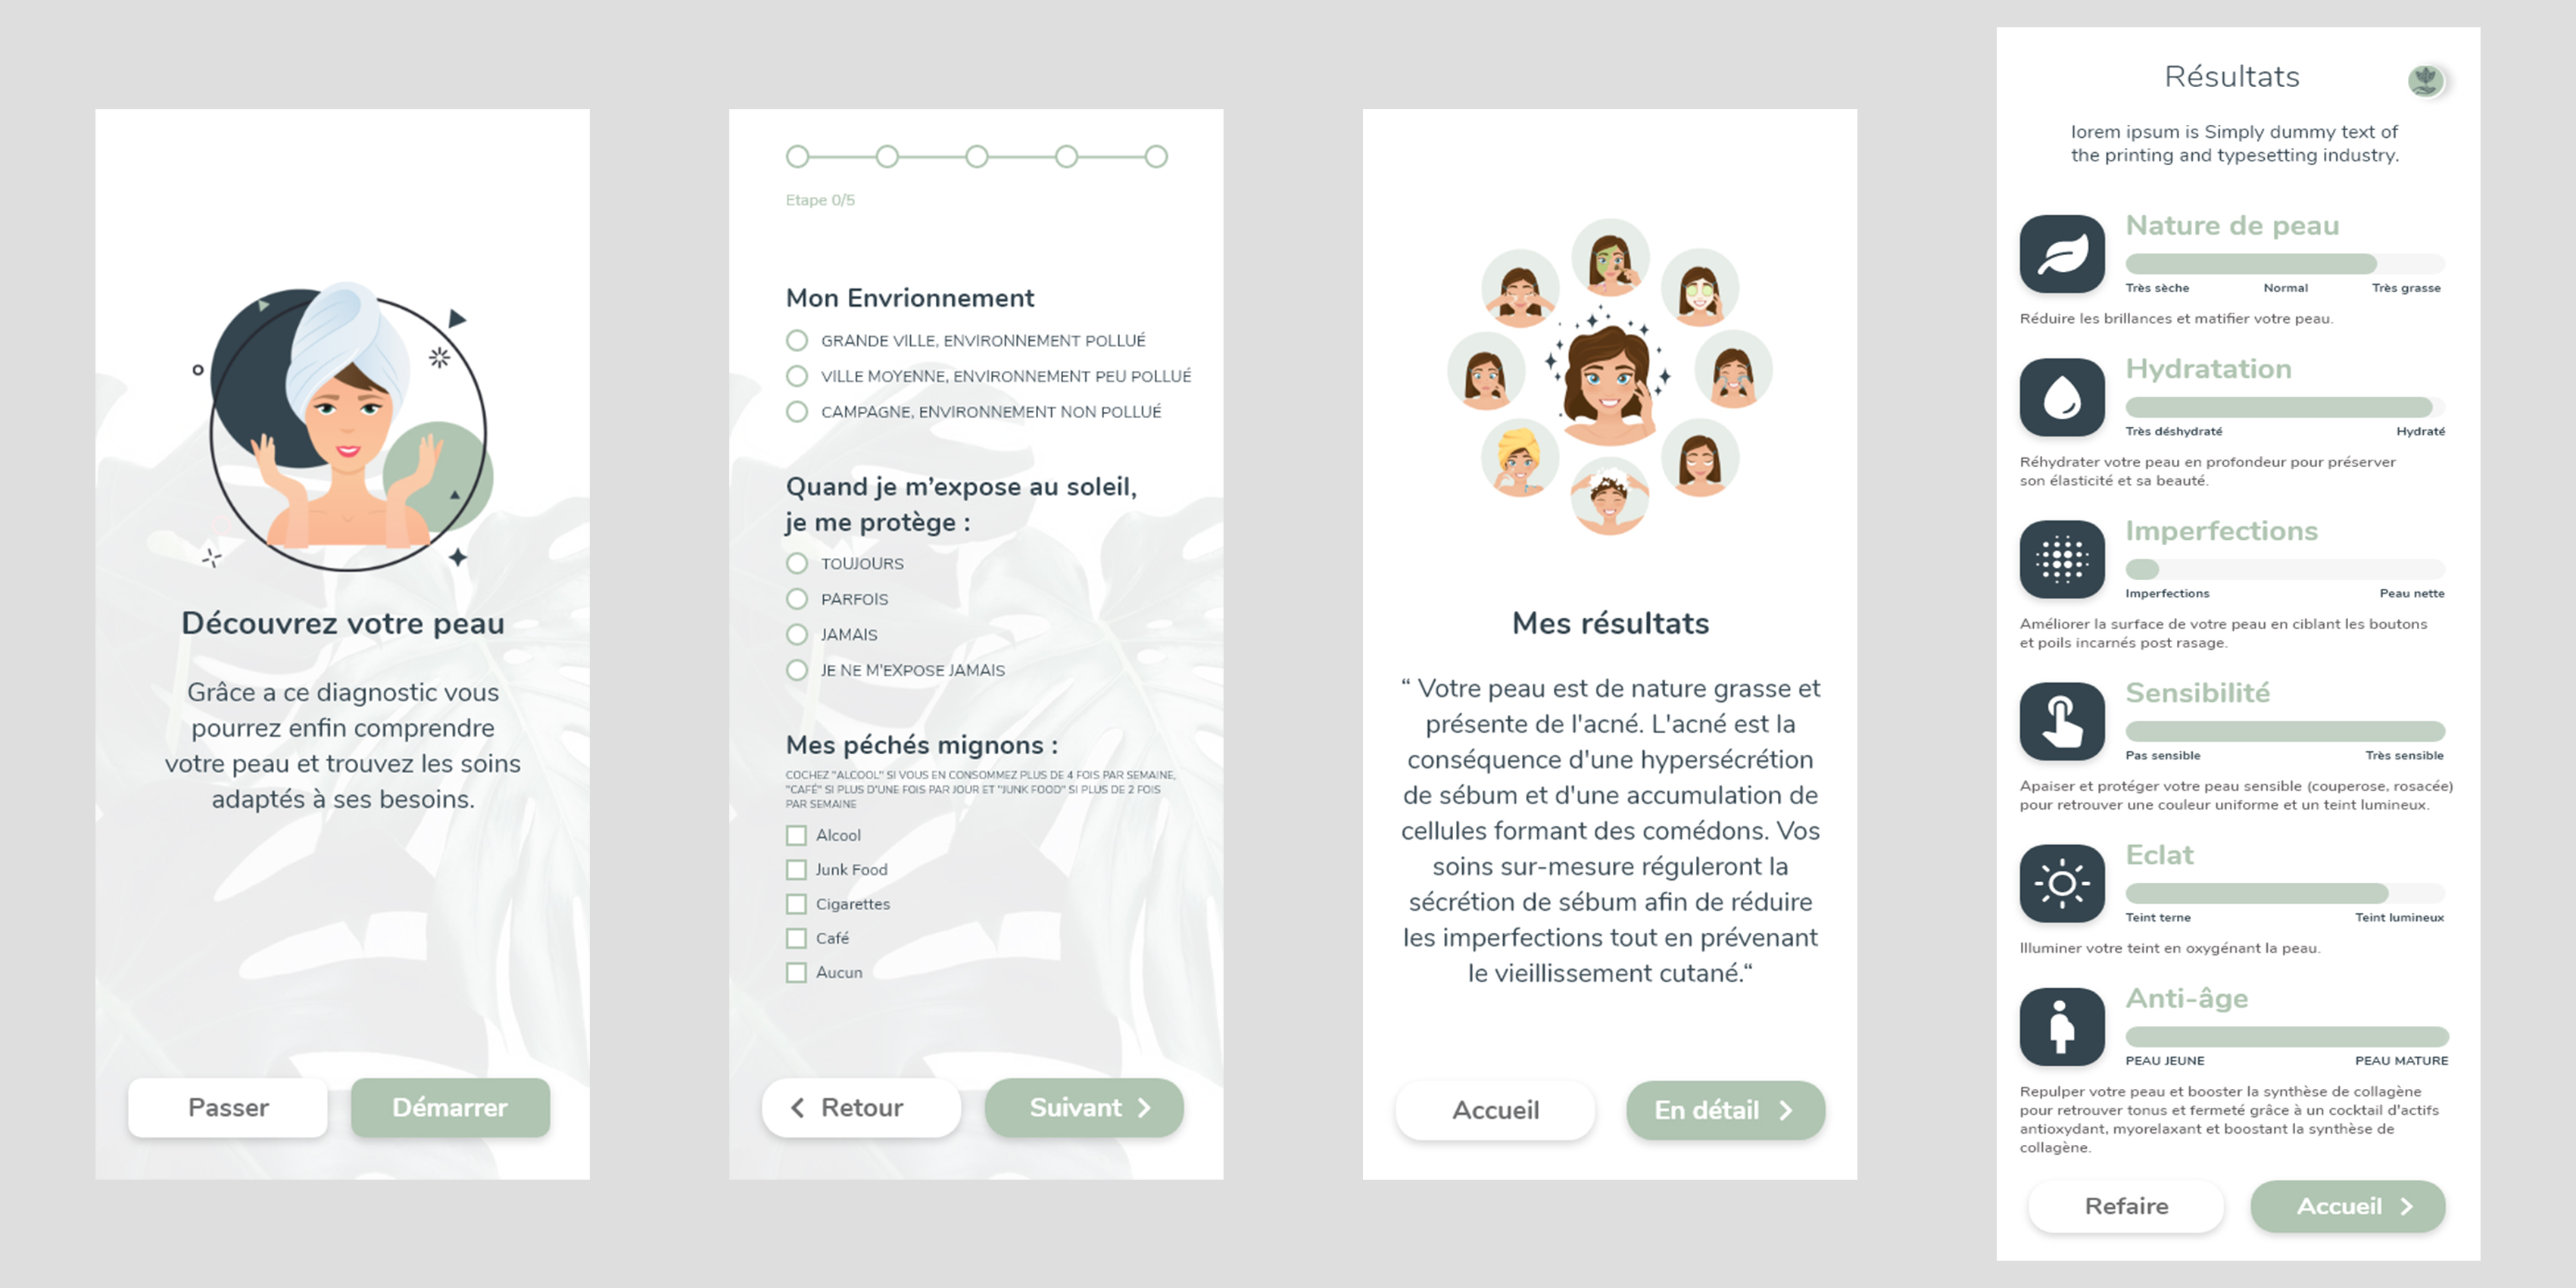 Découvrez votre peau
Grâce a ce diagnostic vous
pourrez enfin comprendre
votre peau et trouvez les soins
adaptés à ses besoins.
Passer
Démarrer
Etape 0/5
Mon Envrionnement
GRANDE VILLE, ENVIRONNEMENT POLLUÉ
VILLE MOYENNE, ENVIRONNEMENT PEU POLLUÉ
CAMPAGNE, ENVIRONNEMENT NON POLLUÉ
Quand je m’expose au soleil,
je me protège :
TOUJOURS
PARFOIS
JAMAIS
JE NE M'EXPOSE JAMAIS
Mes péchés mignons :
COCHEZ "ALCOOL" SI VOUS EN CONSOMMEZ PLUS DE 4 FOIS PAR SEMAINE,
"CAFÉ" SI PLUS D'UNE FOIS PAR JOUR ET "JUNK FOOD" SI PLUS DE 2 FOIS
PAR SEMAINE
Alcool
Junk Food
Cigarettes
Café
Aucun
Retour
Suivant
Mes résultats
“ Votre peau est de nature grasse et
présente de l'acné. L'acné est la
conséquence d'une hypersécrétion
de sébum et d'une accumulation de
cellules formant des comédons. Vos
soins sur-mesure réguleront la
sécrétion de sébum afin de réduire
les imperfections tout en prévenant
le vieillissement cutané.“
Accueil
En détail
Résultats
lorem ipsum is Simply dummy text of
the printing and typesetting industry.
Nature de peau
Très sèche
Normal
Très grasse
Réduire les brillances et matifier votre peau.
Hydratation
Très déshydraté
Hydraté
Réhydrater votre peau en profondeur pour préserver
son élasticité et sa beauté.
Imperfections
Imperfections
Peau nette
Améliorer la surface de votre peau en ciblant les boutons
et poils incarnés post rasage.
Sensibilité
Pas sensible
Très sensible
Apaiser et protéger votre peau sensible (couperose, rosacée)
pour retrouver une couleur uniforme et un teint lumineux.
Eclat
Teint terne
Teint lumineux
Illuminer votre teint en oxygénant la peau.
Anti-âge
PEAU JEUNE
PEAU MATURE
Repulper votre peau et booster la synthèse de collagène
pour retrouver tonus et fermeté grâce à un cocktail d'actifs
antioxydant, myorelaxant et boostant la synthèse de
collagène.
Refaire
Accueil